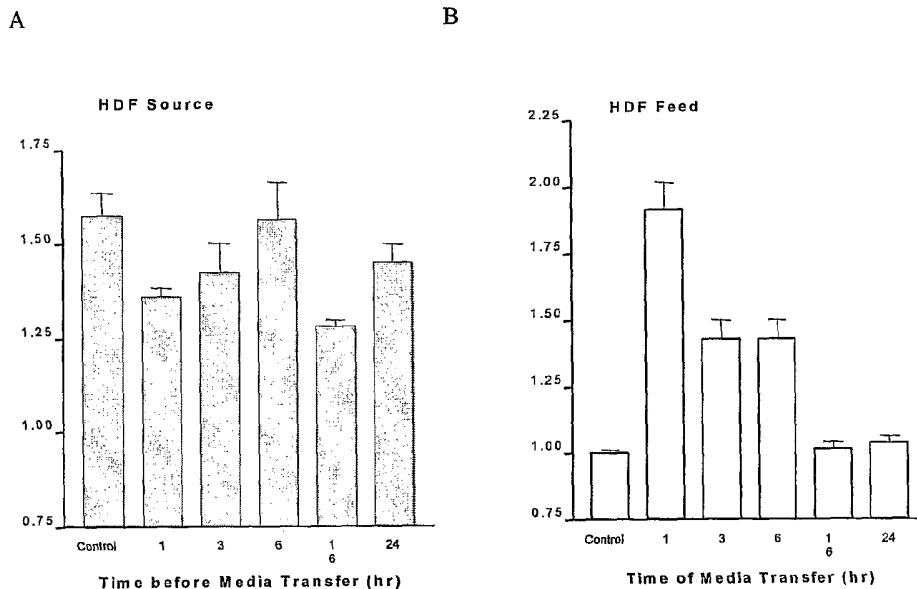 A
B
HDF Source
1.75
1.50
1.25
1.00
0.75
Control 1 3 6 1 24
6
Time before Media Transfer (hr)
HDF Feed
2.25
2.00
1.75
1.50
1.25
1.00
0.75
Control 1 3 6 1 24
6
Time of Media Transfer (hr)